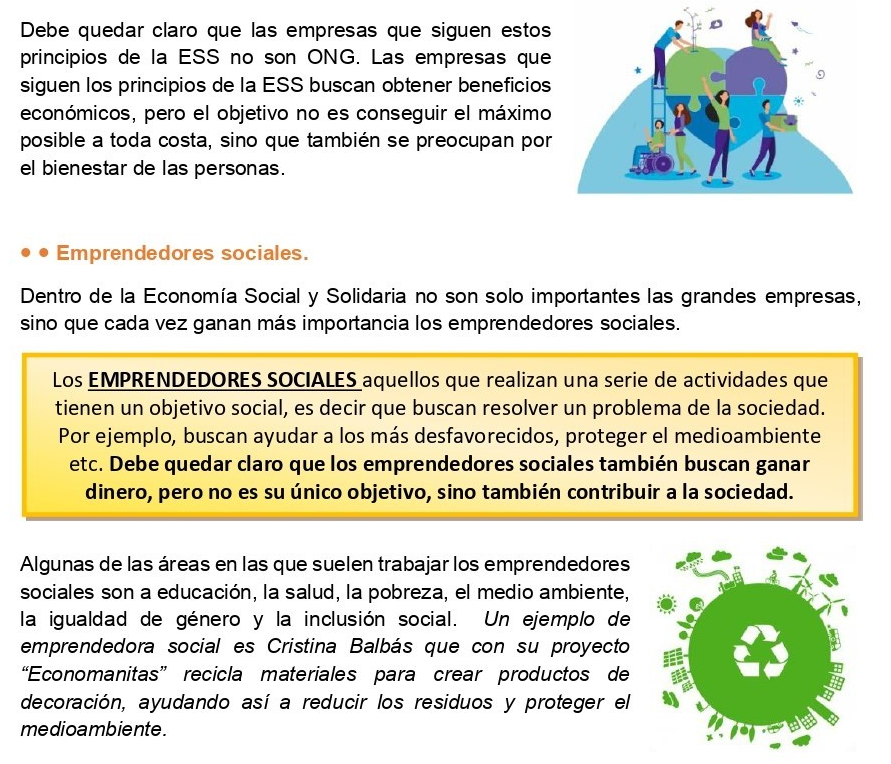 Debe quedar claro que las empresas que siguen estos
principios de la ESS no son ONG. Las empresas que
siguen los principios de la ESS buscan obtener beneficios
económicos, pero el objetivo no es conseguir el máximo
posible a toda costa, sino que también se preocupan por
el bienestar de las personas.
• • Emprendedores sociales.
Dentro de la Economía Social y Solidaria no son solo importantes las grandes empresas,
sino que cada vez ganan más importancia los emprendedores sociales.
Los EMPRENDEDORES SOCIALES aquellos que realizan una serie de actividades que
tienen un objetivo social, es decir que buscan resolver un problema de la sociedad.
Por ejemplo, buscan ayudar a los más desfavorecidos, proteger el medioambiente
etc. Debe quedar claro que los emprendedores sociales también buscan ganar
dinero, pero no es su único objetivo, sino también contribuir a la sociedad.
Algunas de las áreas en las que suelen trabajar los emprendedores
sociales son a educación, la salud, la pobreza, el medio ambiente,
la igualdad de género y la inclusión social. Un ejemplo de
emprendedora social es Cristina Balbás que con su proyecto
“Economanitas” recicla materiales para crear productos de
decoración, ayudando así a reducir los residuos y proteger el
medioambiente.